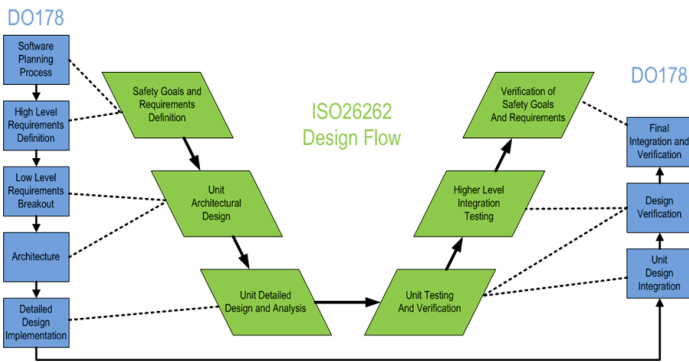 DO178
Software
Planning
Process
High Level
Requirements
Definition
Low Level
Requirements
Breakout
Architecture
Detailed
Design
Implementation
Safety Goals and
Requirements
Definition
Unit
Architectural
Design
Unit Detailed
Design and Analysis
ISO26262
Design Flow
Verification of
Safety Goals
And Requirements
Higher Level
Integration
Testing
Unit Testing
And Verification
DO178
Final
Integration and
Verification
Design
Verification
Unit
Design
Integration